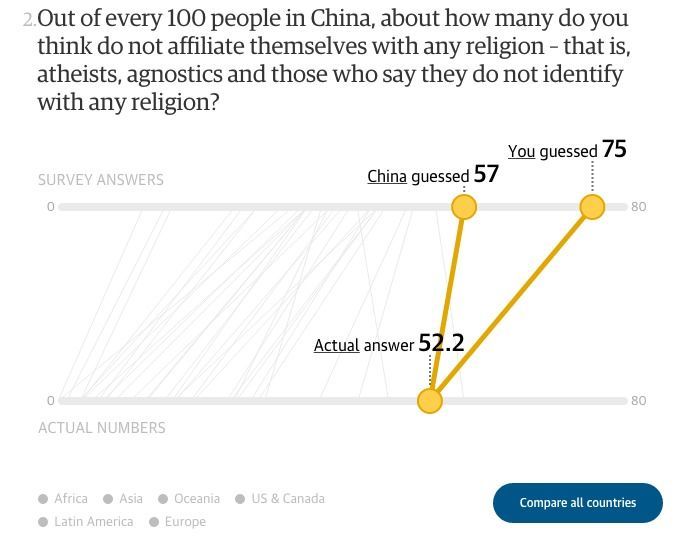 2. Out of every 100 people in China, about how many do you
think do not affiliate themselves with any religion – that is,
atheists, agnostics and those who say they do not identify
with any religion?
You guessed 75
China guessed 57
SURVEY ANSWERS
0 80
Actual answer 52.2
0 80
ACTUAL NUMBERS
Africa Asia Oceania US & Canada
Latin America Europe
Compare all countries